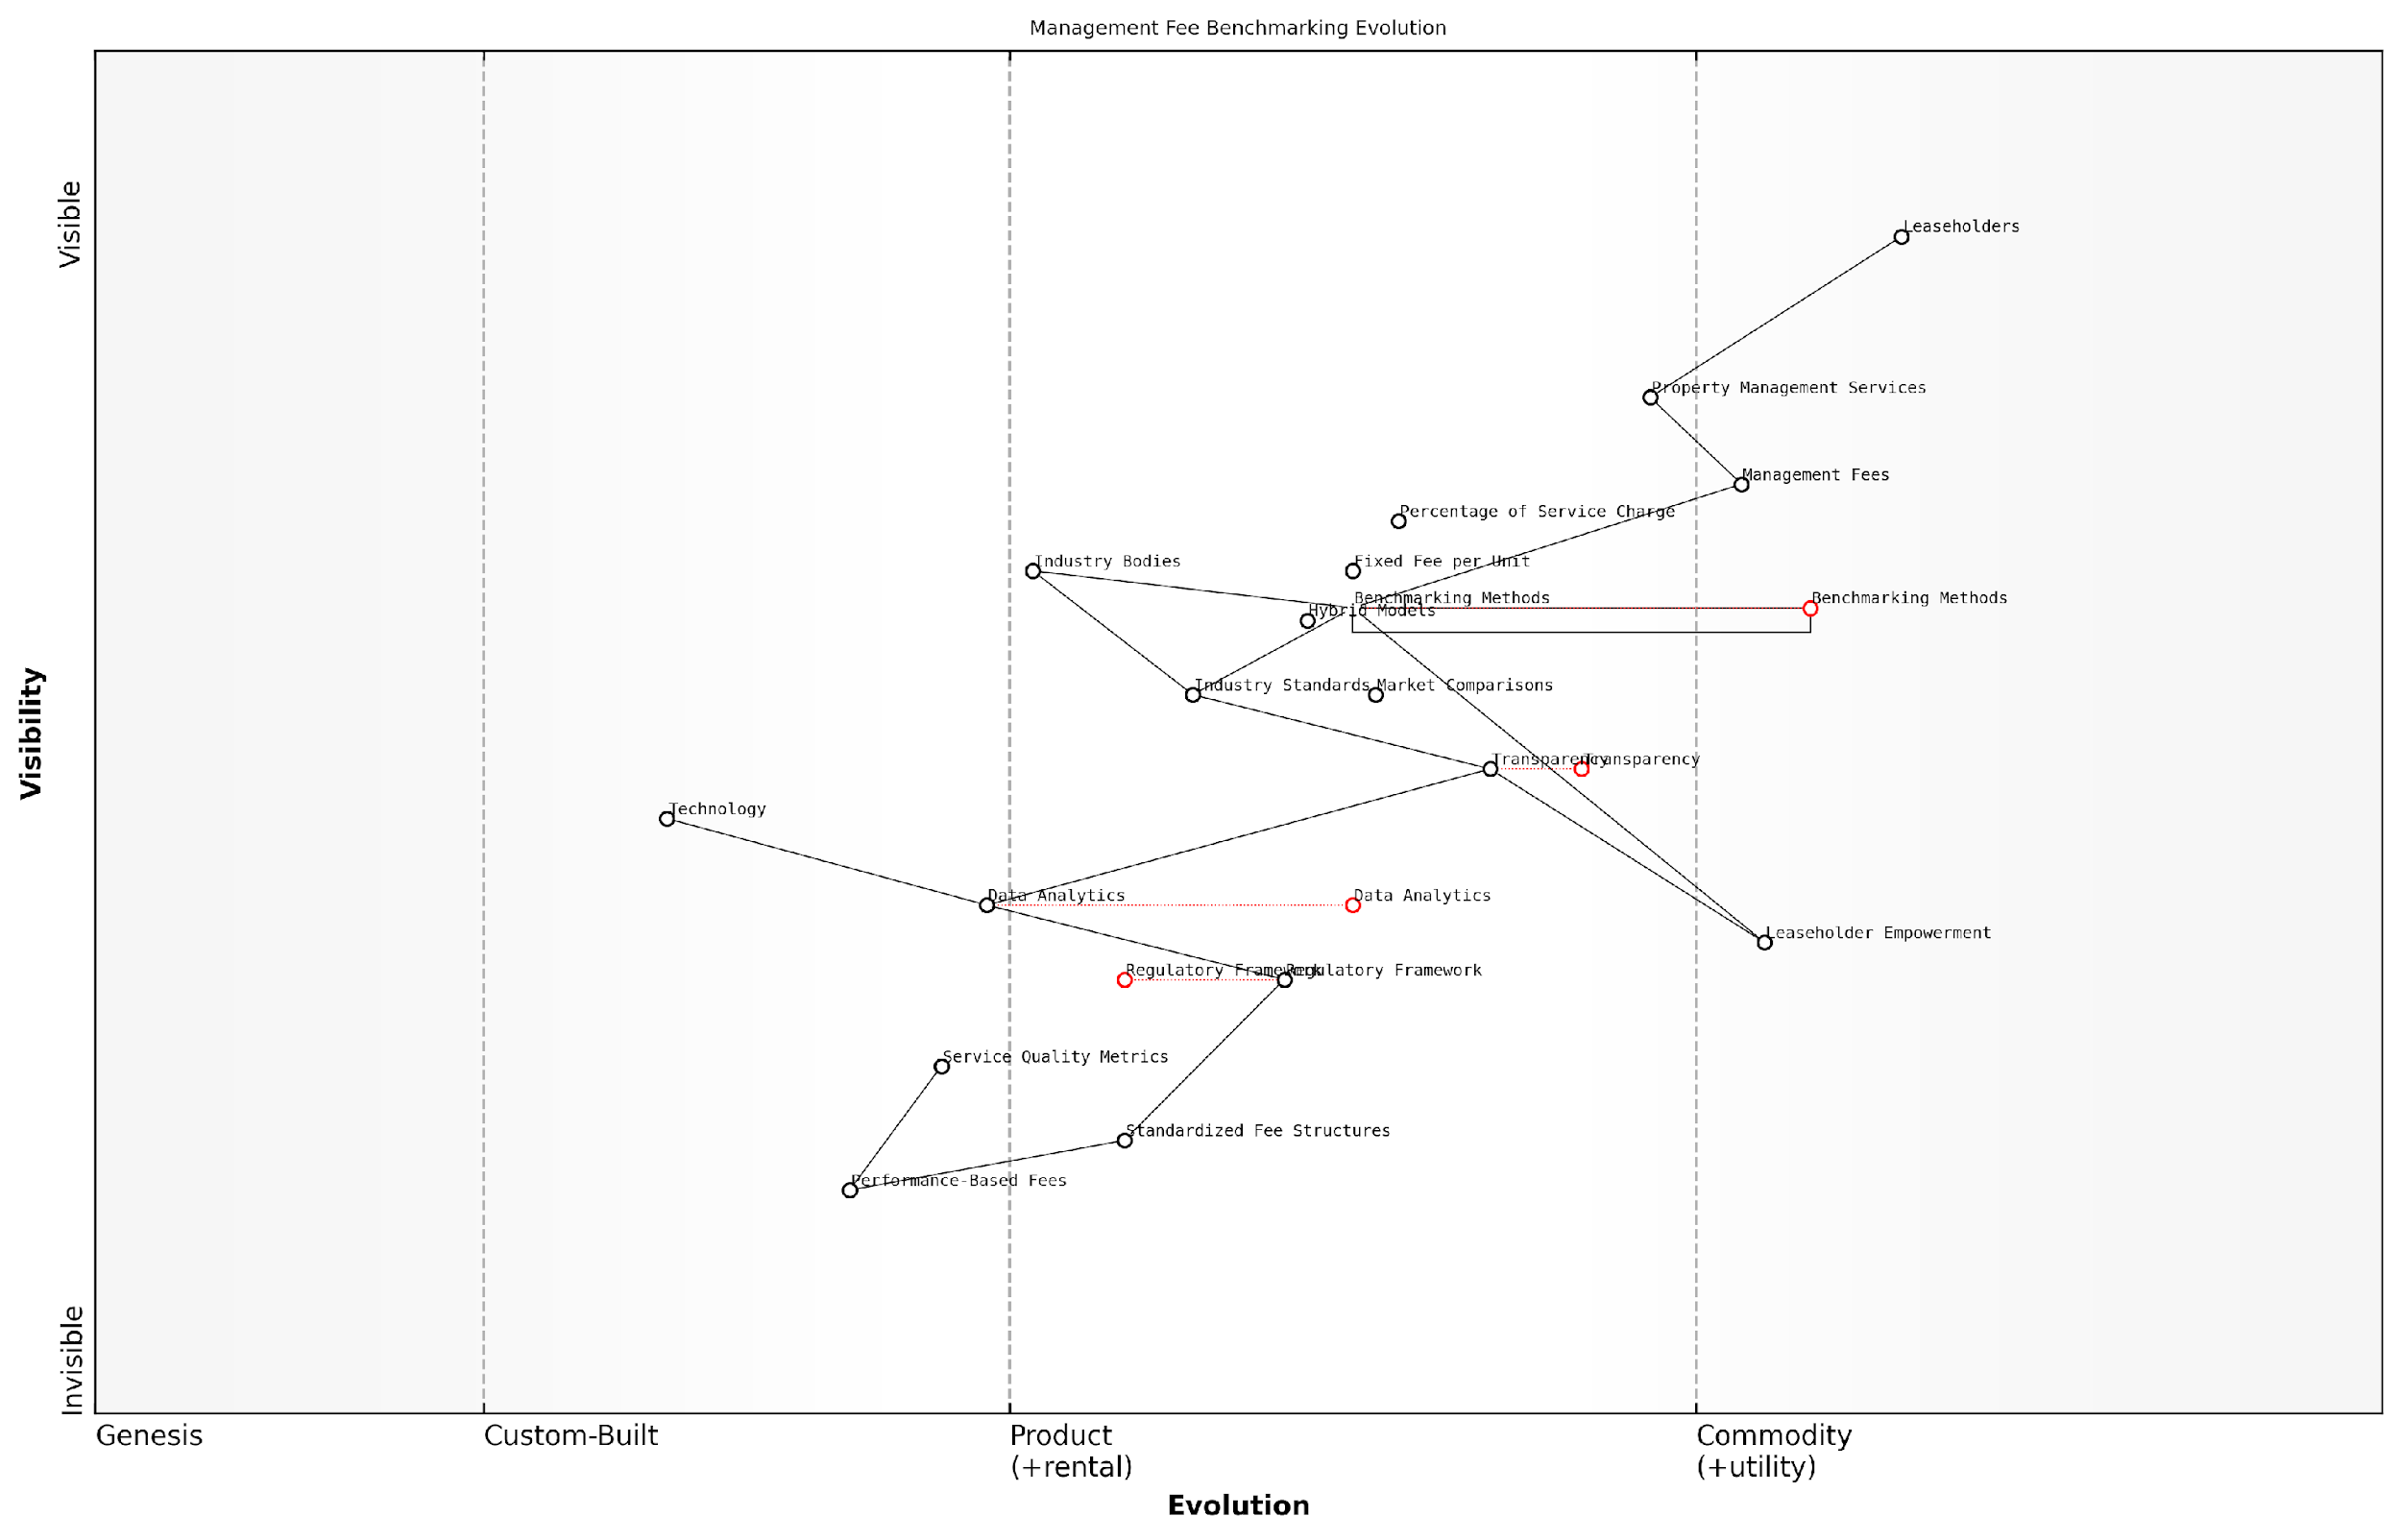 Management Fee Benchmarking Evolution
Visible
Visibility
Invisible
Leaseholders
Property Management Services
Management Fees
Percentage of Service Charge
Industry Bodies
Fixed Fee per Unit
Benchmarking Methods
Benchmarking Methods
Hybrid Models
Industry Standards
Market Comparisons
Transparency
Transparency
Technology
Data Analytics
Data Analytics
Leaseholder Empowerment
Regulatory Framework
Regulatory Framework
Service Quality Metrics
Standardized Fee Structures
Performance-Based Fees
Genesis
Custom-Built
Product
(+rental)
Commodity
(+utility)
Evolution